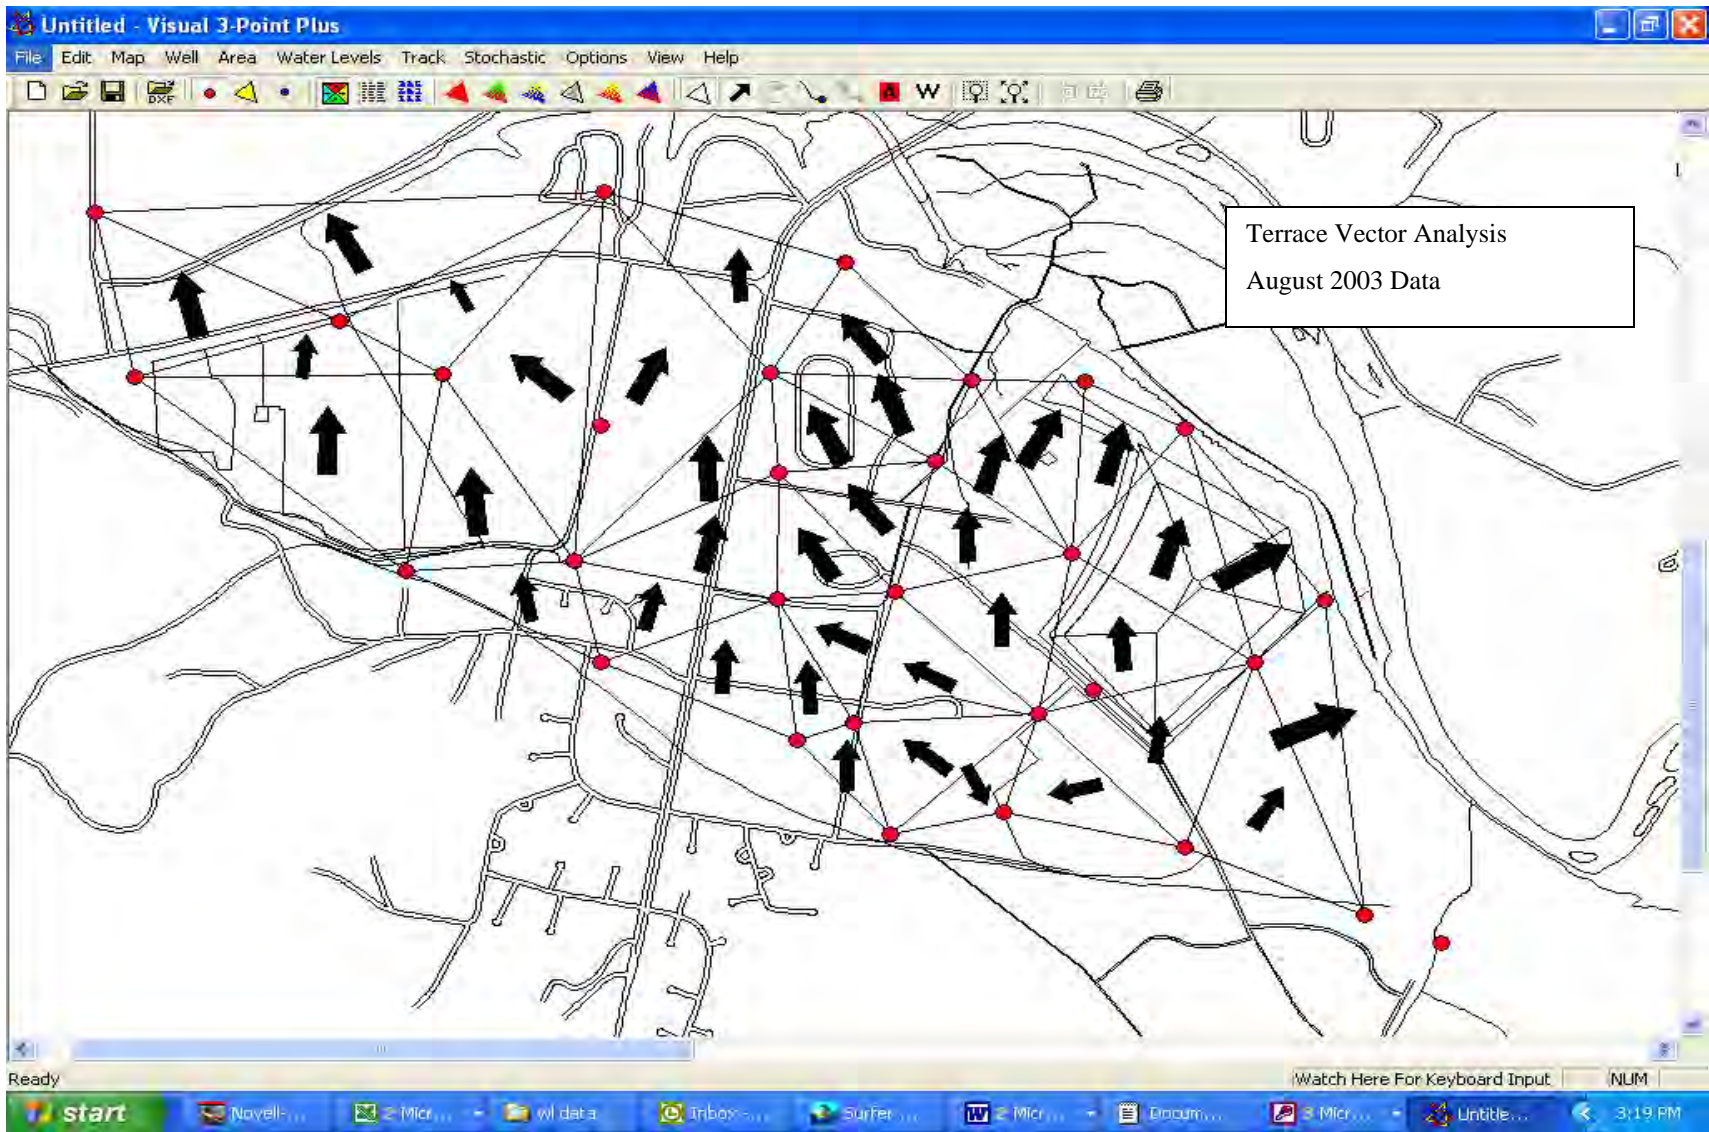 Untitled - Visual 3-Point Plus
File Edit Map Well Area Water Levels Track Stochastic Options View Help
DXF A W
Terrace Vector Analysis
August 2003 Data
Ready Watch Here For Keyboard Input NUM
start Novell-... 2 Micr... wl data Inbox -... Surfer ... 2 Micr... Docum... 3 Micr... Untitle... 3:19 PM